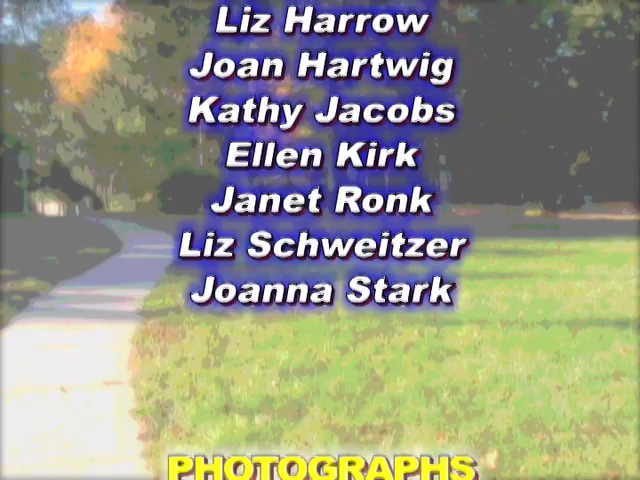 Liz Harrow
Joan Hartwig
Kathy Jacobs
Ellen Kirk
Janet Ronk
Liz Schweitzer
Joanna Stark
PHOTOGRAPHS